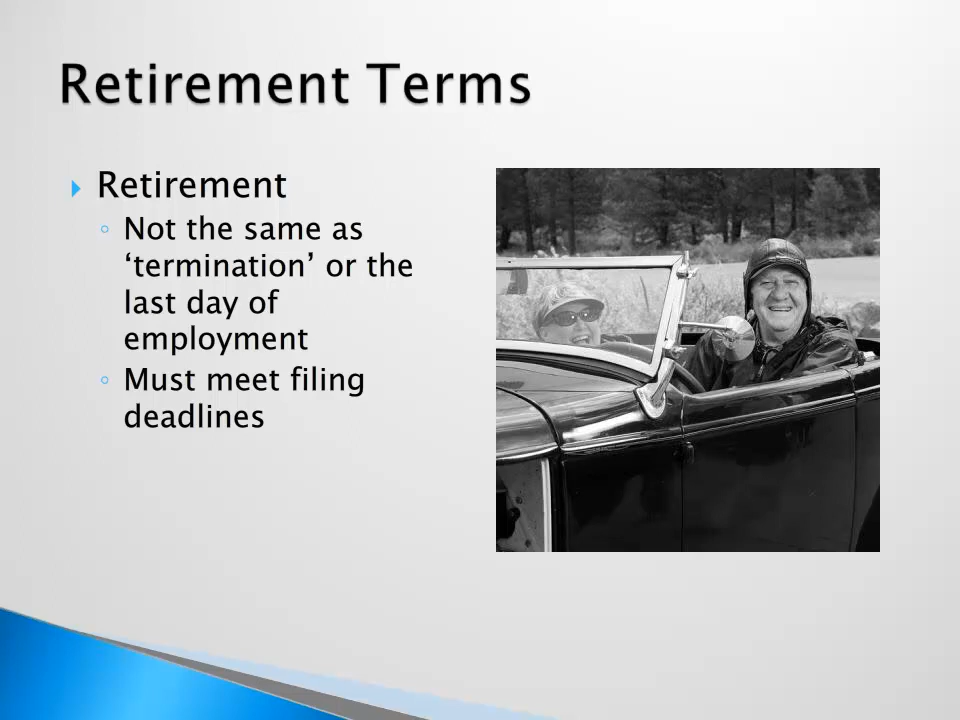 Retirement Terms
Retirement
Not the same as
‘termination’ or the
last day of
employment
Must meet filing
deadlines